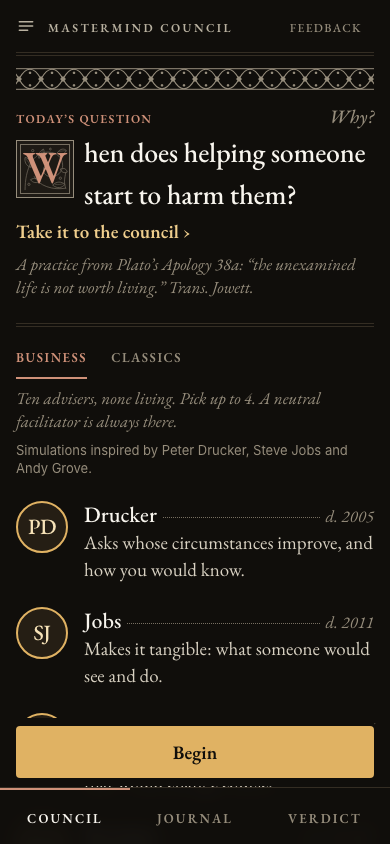 MASTERMIND COUNCIL
FEEDBACK
TODAY'S QUESTION
Why?
When does helping someone
start to harm them?
Take it to the council ›
A practice from Plato's Apology 38a: “the unexamined
life is not worth living.” Trans. Jowett.
BUSINESS
CLASSICS
Ten advisers, none living. Pick up to 4. A neutral
facilitator is always there.
Simulations inspired by Peter Drucker, Steve Jobs and
Andy Grove.
PD
Drucker
d. 2005
Asks whose circumstances improve, and
how you would know.
SJ
Jobs
d. 2011
Makes it tangible: what someone would
see and do.
Begin
COUNCIL
JOURNAL
VERDICT